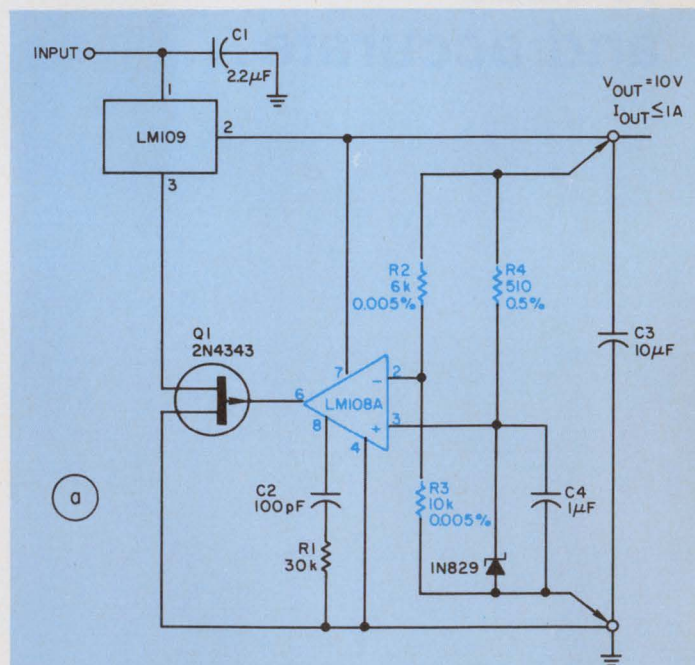 INPUT
C1
2.2µF
V OUT = 10V
I OUT ≤ 1A
1
LM109
2
3
R2
6k
0.005%
R4
510
0.5%
C3
10µF
Q1
2N4343
7
2
6
LM108A
−
+
3
8
4
a
C2
100pF
R1
30k
R3
10k
0.005%
C4
1µF
1N829